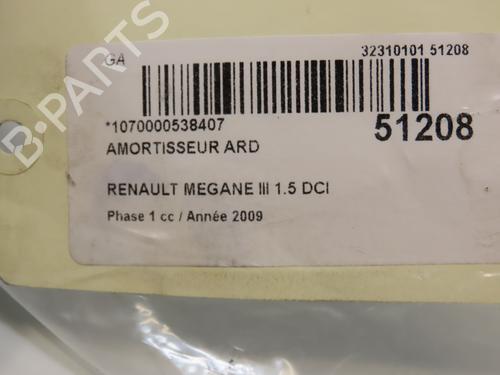 GA
32310101 51208
*1070000538407
51208
AMORTISSEUR ARD
RENAULT MEGANE III 1.5 DCI
Phase 1 cc / Année 2009
B-PARTS